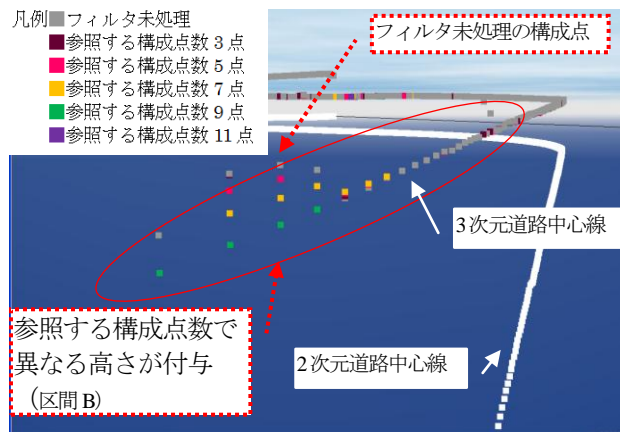 凡例■フィルタ未処理
■参照する構成点数 3 点
■参照する構成点数 5 点
■参照する構成点数 7 点
■参照する構成点数 9 点
■参照する構成点数 11 点
フィルタ未処理の構成点
3次元道路中心線
参照する構成点数で
異なる高さが付与
(区間 B)
2次元道路中心線